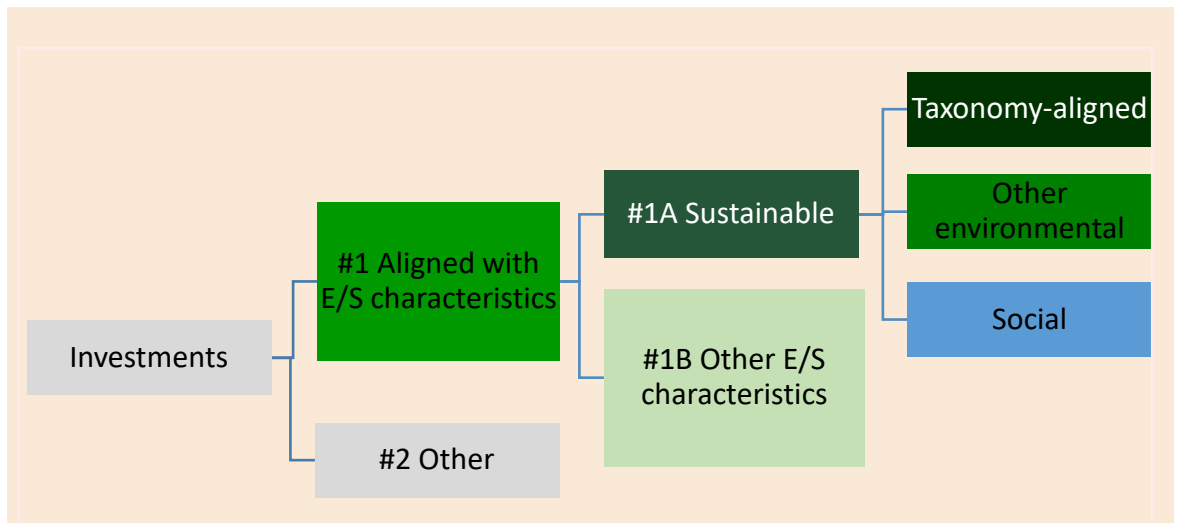 Investments
#1 Aligned with
E/S characteristics
#2 Other
#1A Sustainable
#1B Other E/S
characteristics
Taxonomy-aligned
Other
environmental
Social